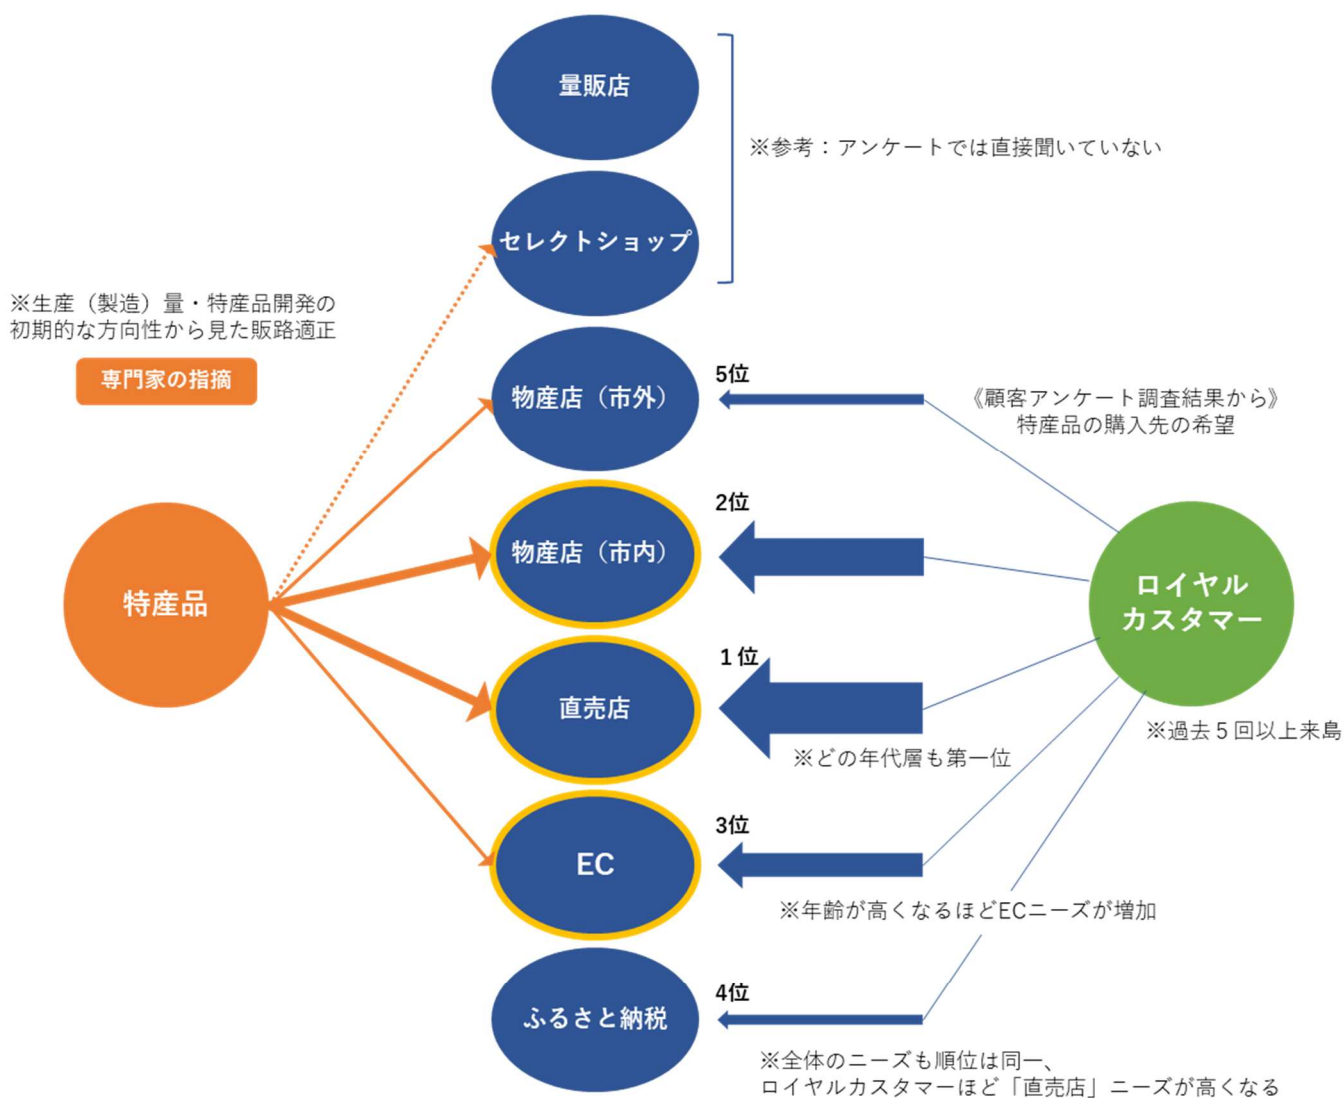 量販店
※参考：アンケートでは直接聞いていない
セレクトショップ
※生産（製造）量・特産品開発の
初期的な方向性から見た販路適正
専門家の指摘
物産店（市外）
5位
《顧客アンケート調査結果から》
特産品の購入先の希望
物産店（市内）
2位
特産品
ロイヤル
カスタマー
直売店
1位
※どの年代層も第一位
※過去５回以上来島
EC
3位
※年齢が高くなるほどECニーズが増加
ふるさと納税
4位
※全体のニーズも順位は同一、
ロイヤルカスタマーほど「直売店」ニーズが高くなる